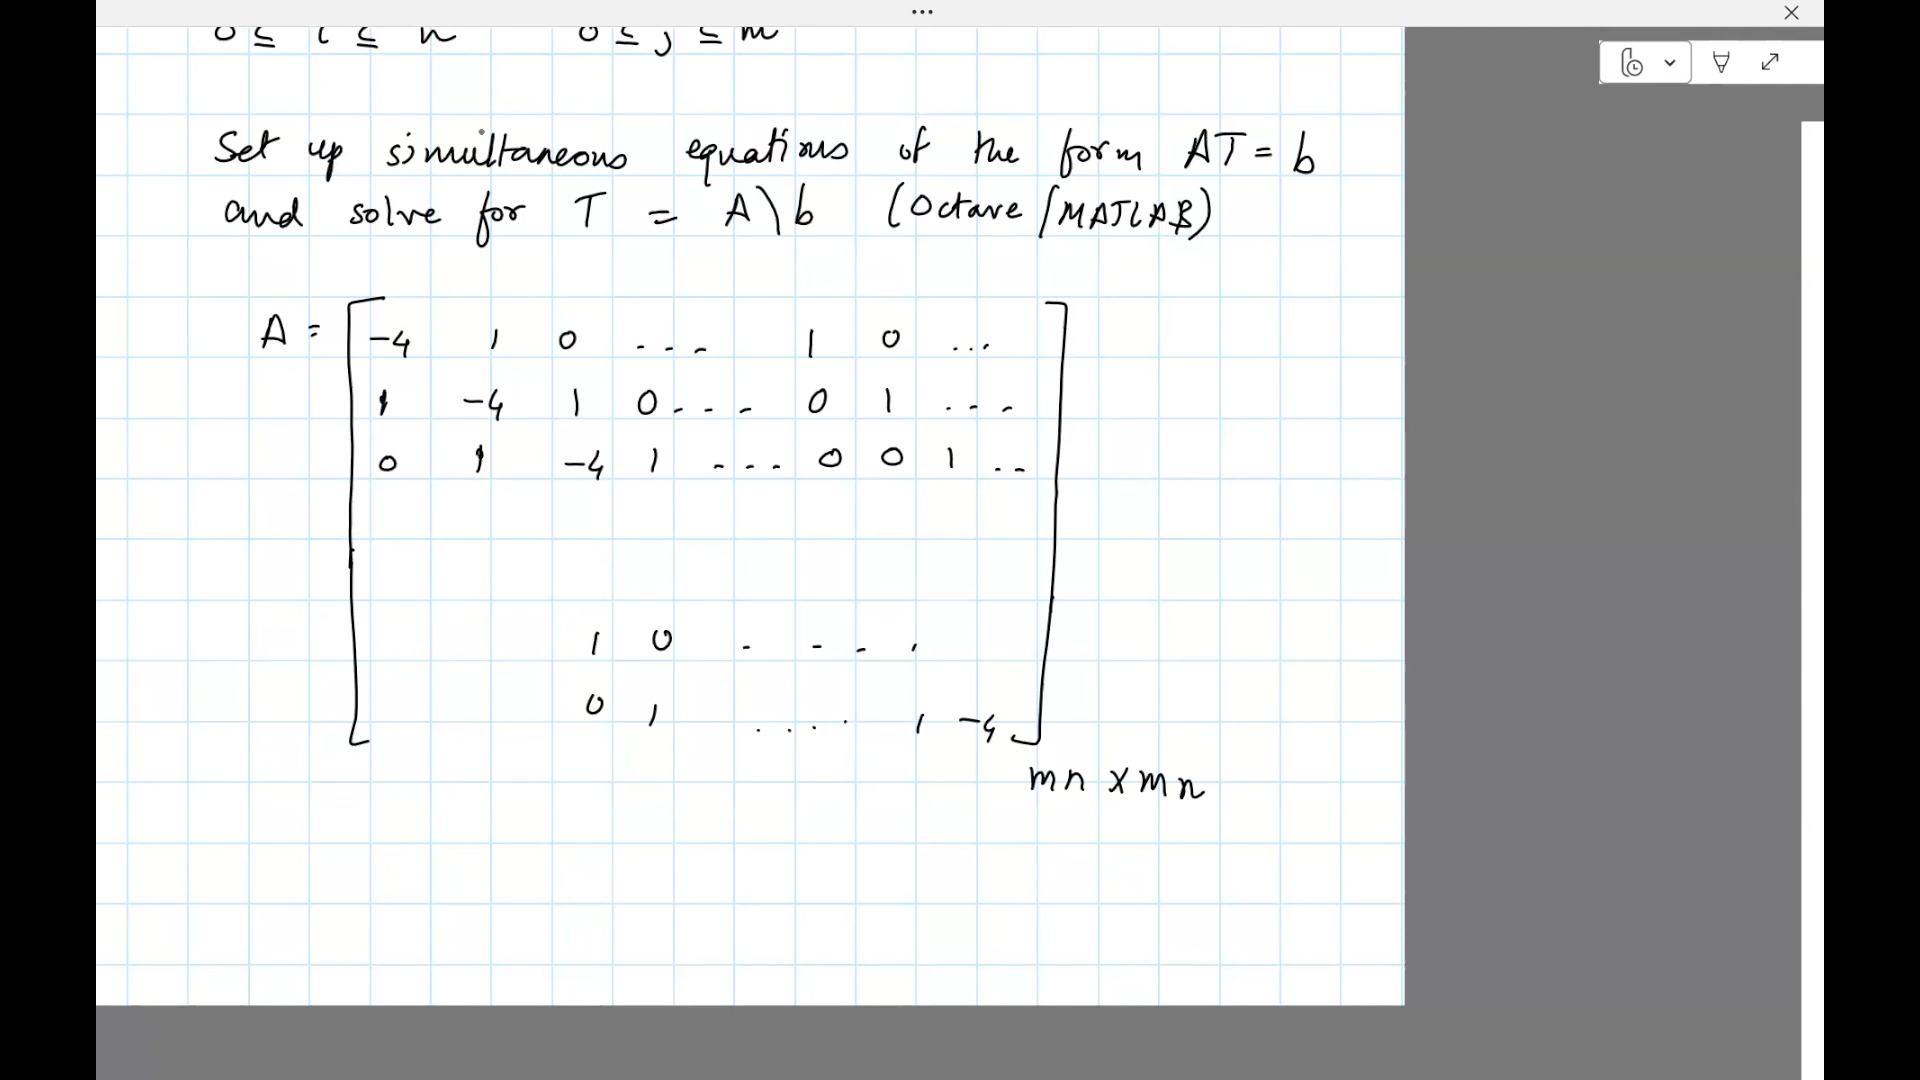 0 ≤ i ≤ n 0 ≤ j ≤ m
Set up simultaneous equations of the form AT = b
and solve for T = A\b (Octave/MATLAB)
A = [ -4 1 0 ... 1 0 ...
1 -4 1 0 ... 0 1 ...
0 1 -4 1 ... 0 0 1 ..
1 0 . - - .
0 1 .... 1 -4 ]
mn x mn